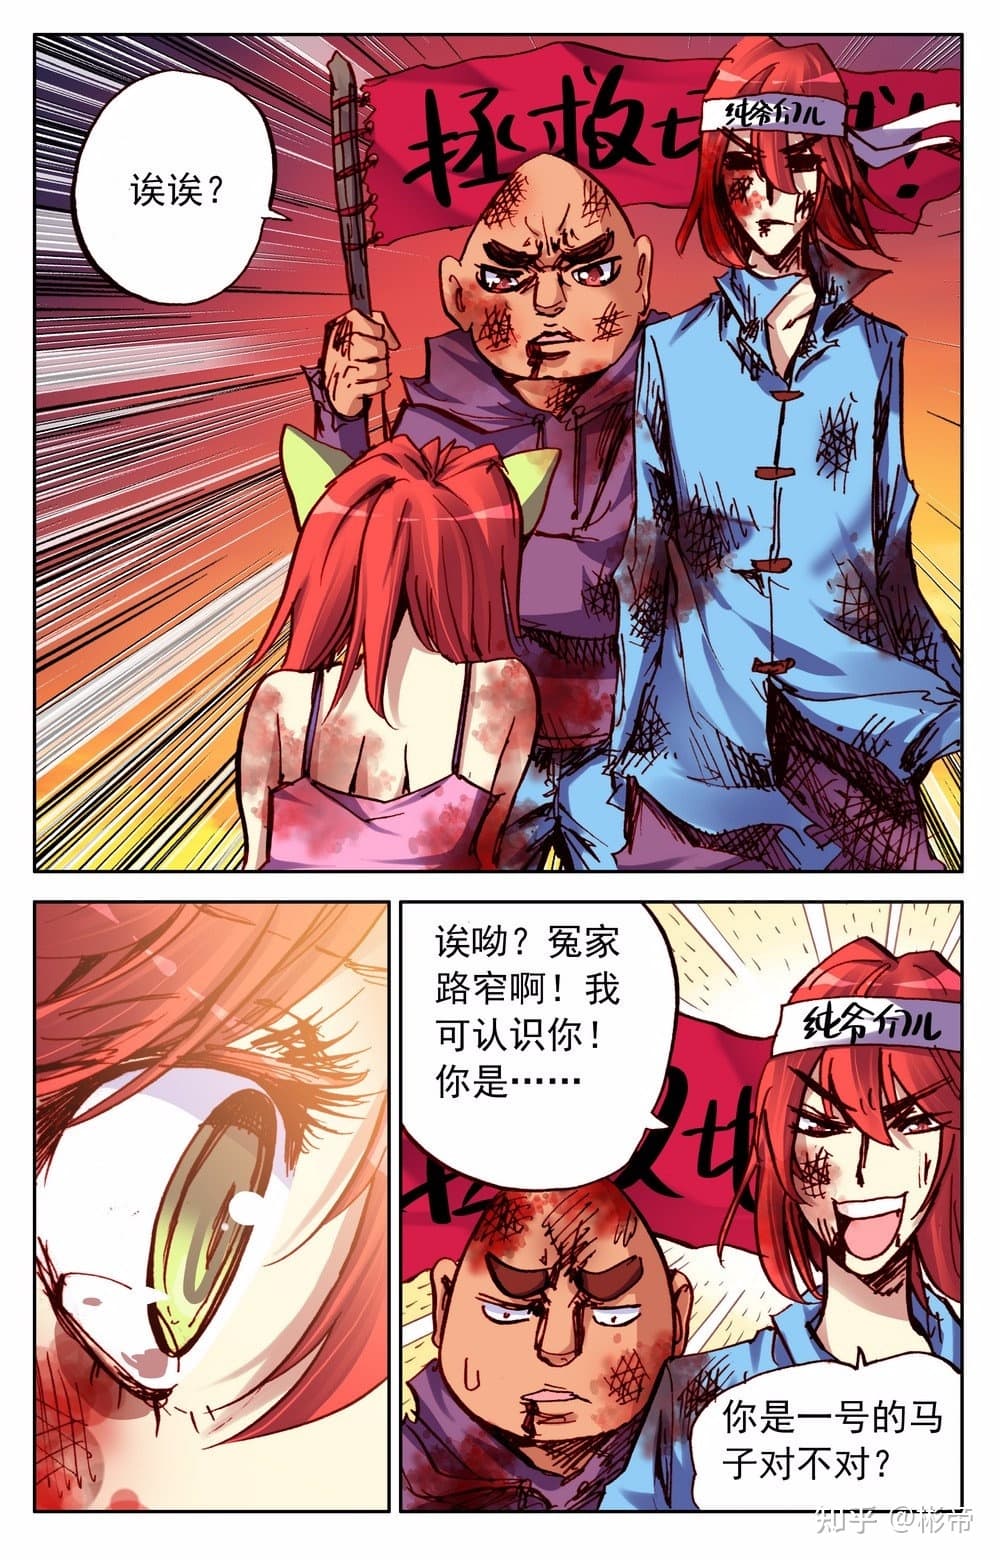 诶诶？
拯救
纯爷们儿
诶呦？冤家
路窄啊！我
可认识你！
你是……
纯爷们儿
你是一号的马
子对不对？
知乎 @彬帝